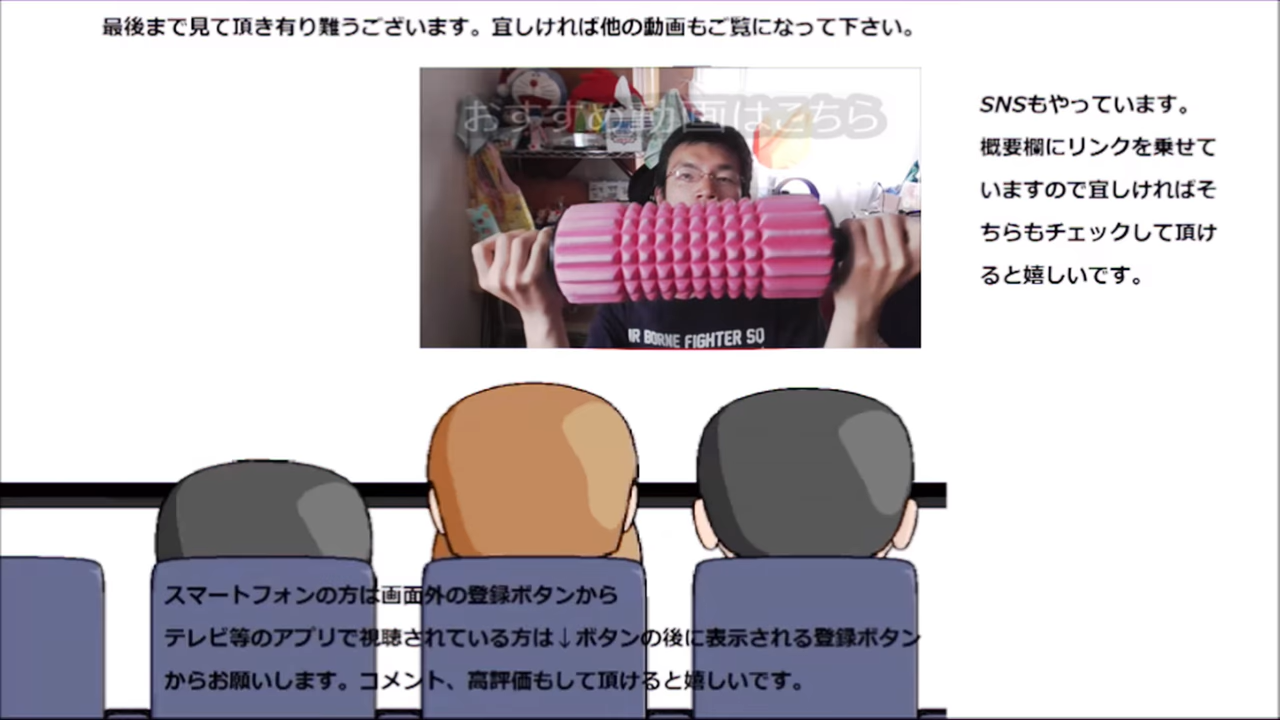 最後まで見て頂き有り難うございます。宜しければ他の動画もご覧になって下さい。
おすすめ動画はこちら
SNSもやっています。
概要欄にリンクを乗せて
いますので宜しければそ
ちらもチェックして頂け
ると嬉しいです。
IR BORNE FIGHTER SQ
スマートフォンの方は画面外の登録ボタンから
テレビ等のアプリで視聴されている方は↓ボタンの後に表示される登録ボタン
からお願いします。コメント、高評価もして頂けると嬉しいです。